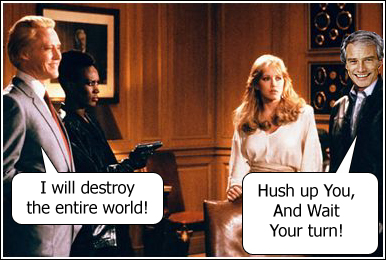 I will destroy
the entire world!
Hush up You,
And Wait
Your turn!